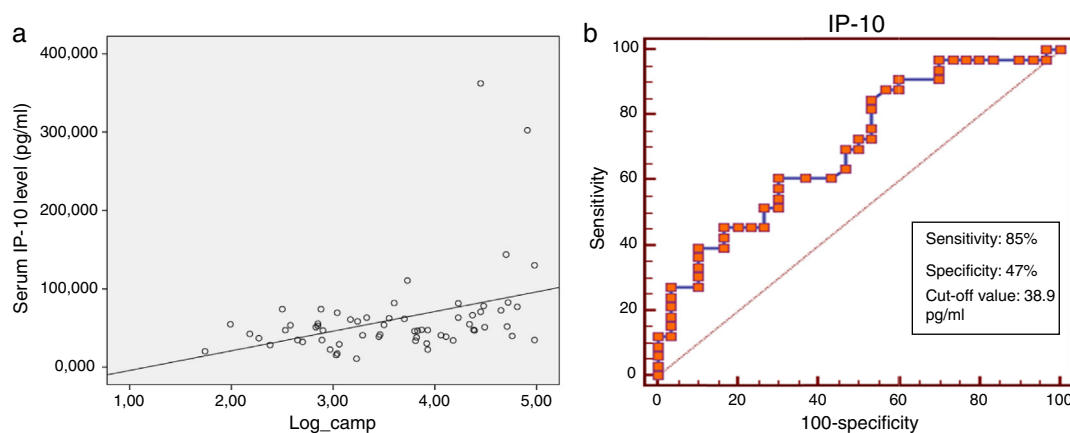 a
400,000
300,000
200,000
100,000
0,000
Serum IP-10 level (pg/ml)
1,00 2,00 3,00 4,00 5,00
Log_camp
b
IP-10
100
80
60
40
20
0
Sensitivity
Sensitivity: 85%
Specificity: 47%
Cut-off value: 38.9
pg/ml
0 20 40 60 80 100
100-specificity